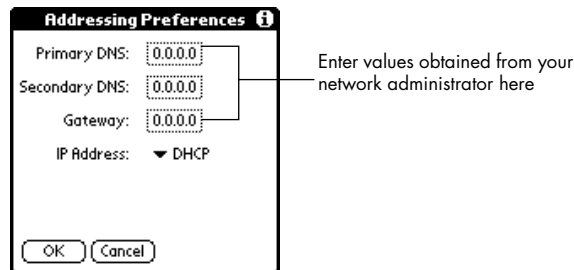 Addressing Preferences i
Primary DNS: 0.0.0.0
Secondary DNS: 0.0.0.0
Gateway: 0.0.0.0
IP Address: DHCP
OK Cancel
Enter values obtained from your
network administrator here